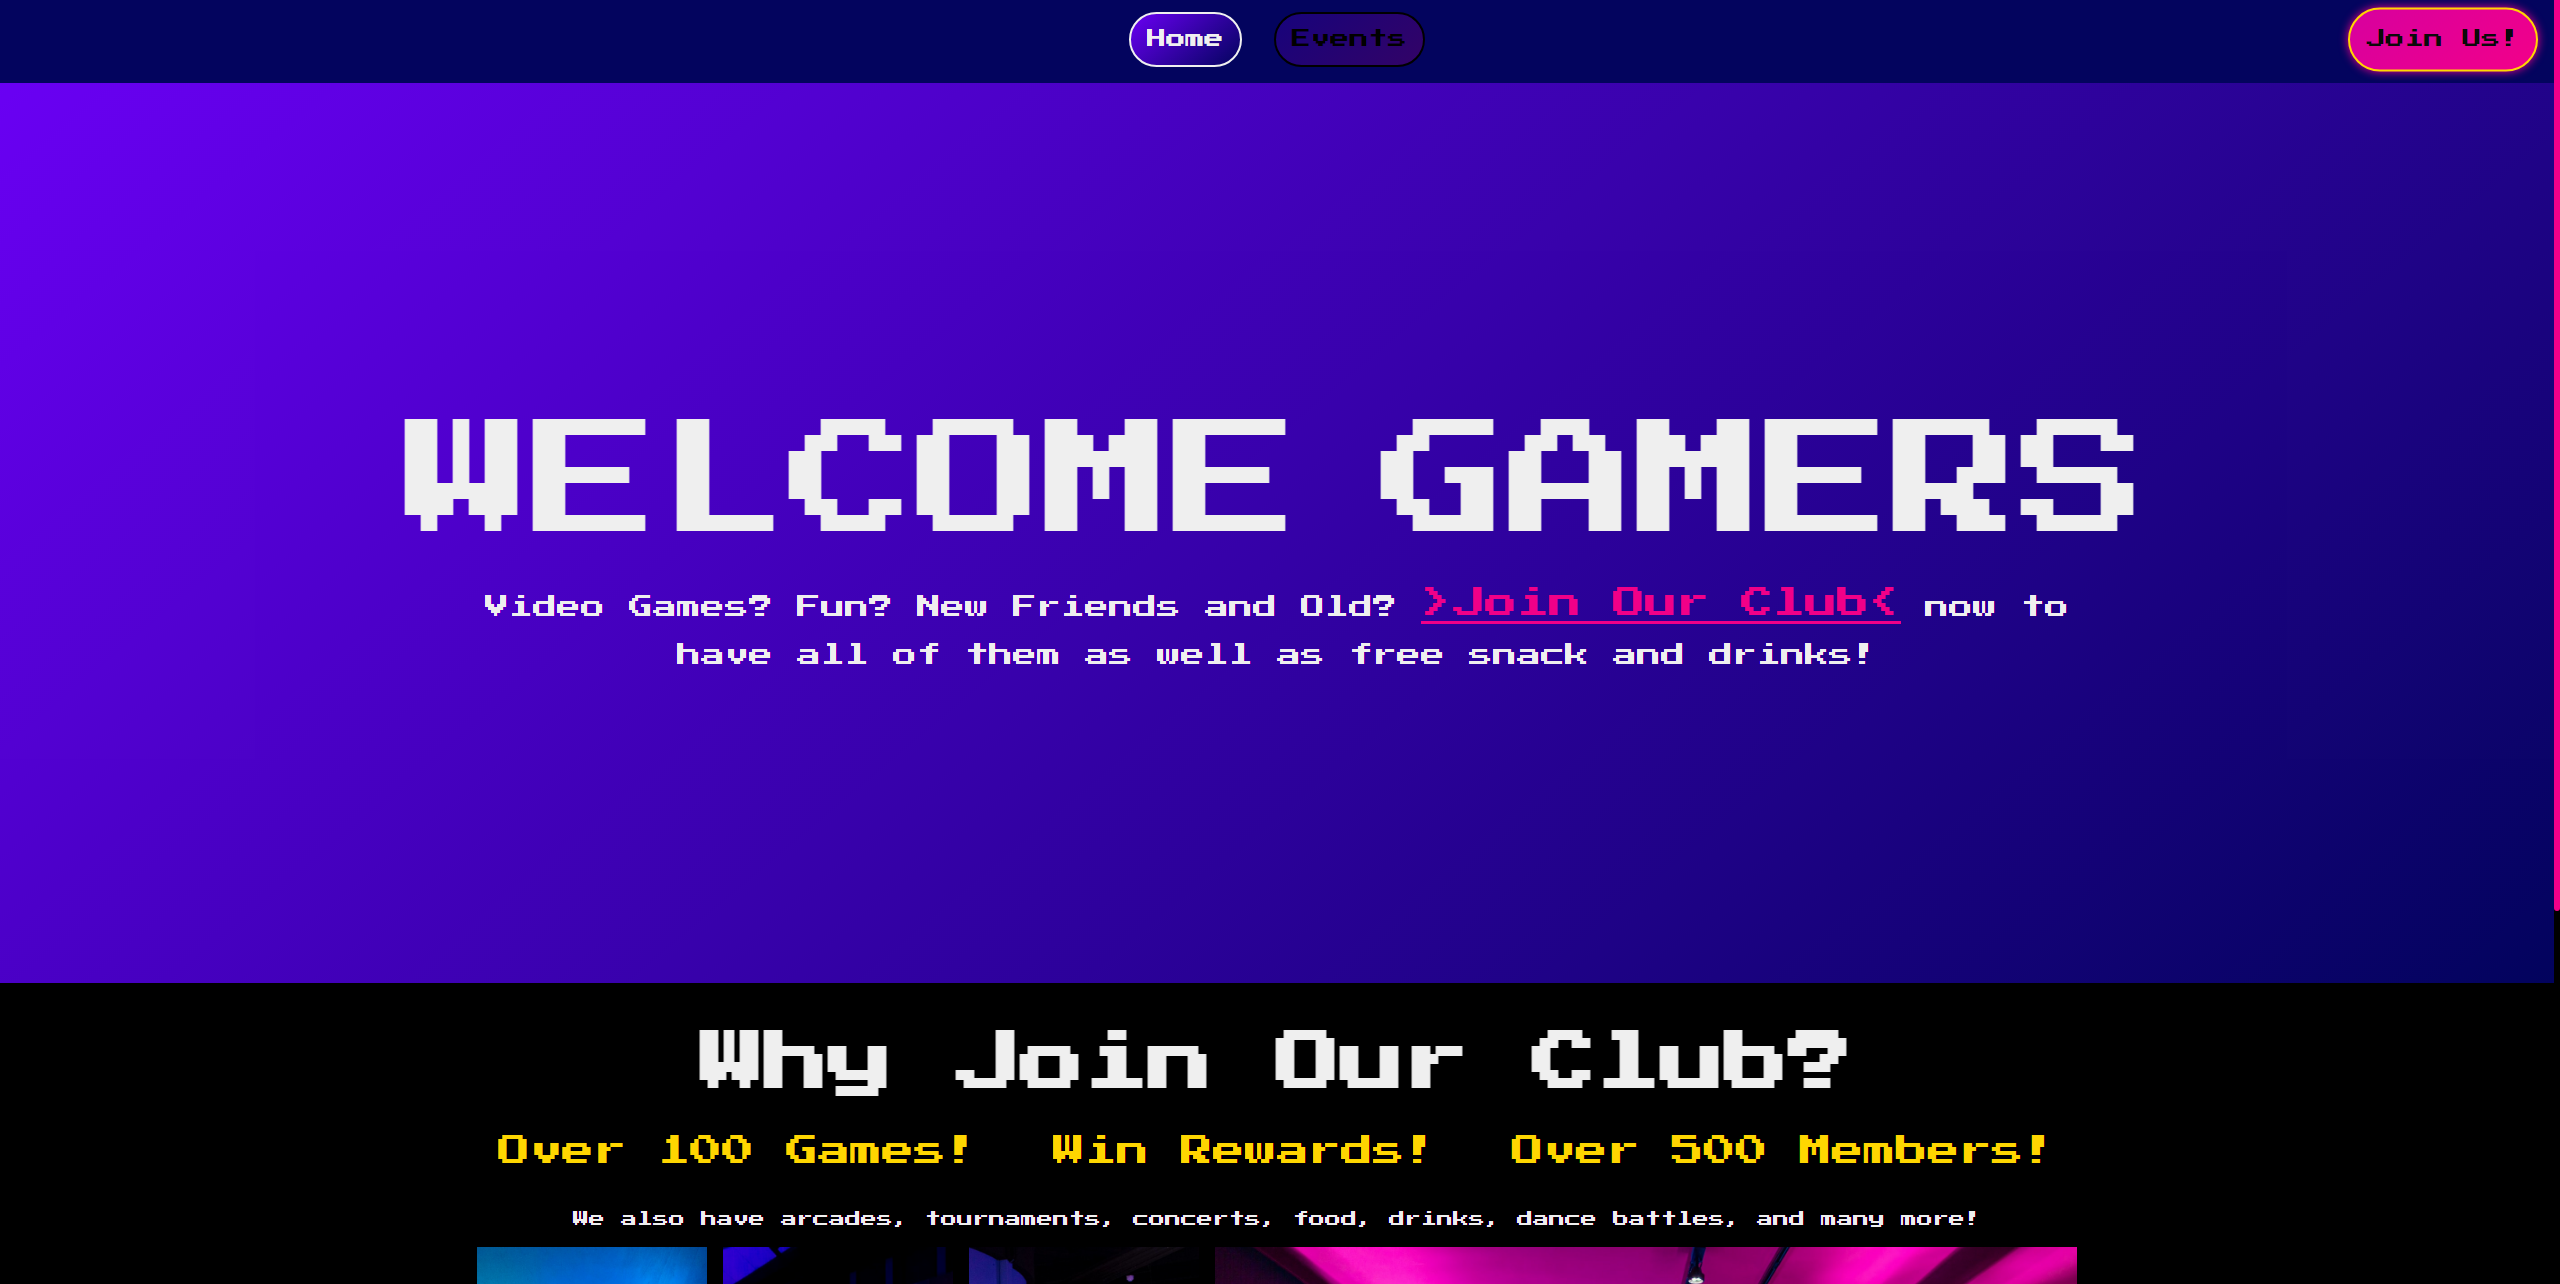 Home Events Join Us!
WELCOME GAMERS
Video Games? Fun? New Friends and Old? >Join Our Club< now to
have all of them as well as free snack and drinks!
Why Join Our Club?
Over 100 Games! Win Rewards! Over 500 Members!
We also have arcades, tournaments, concerts, food, drinks, dance battles, and many more!